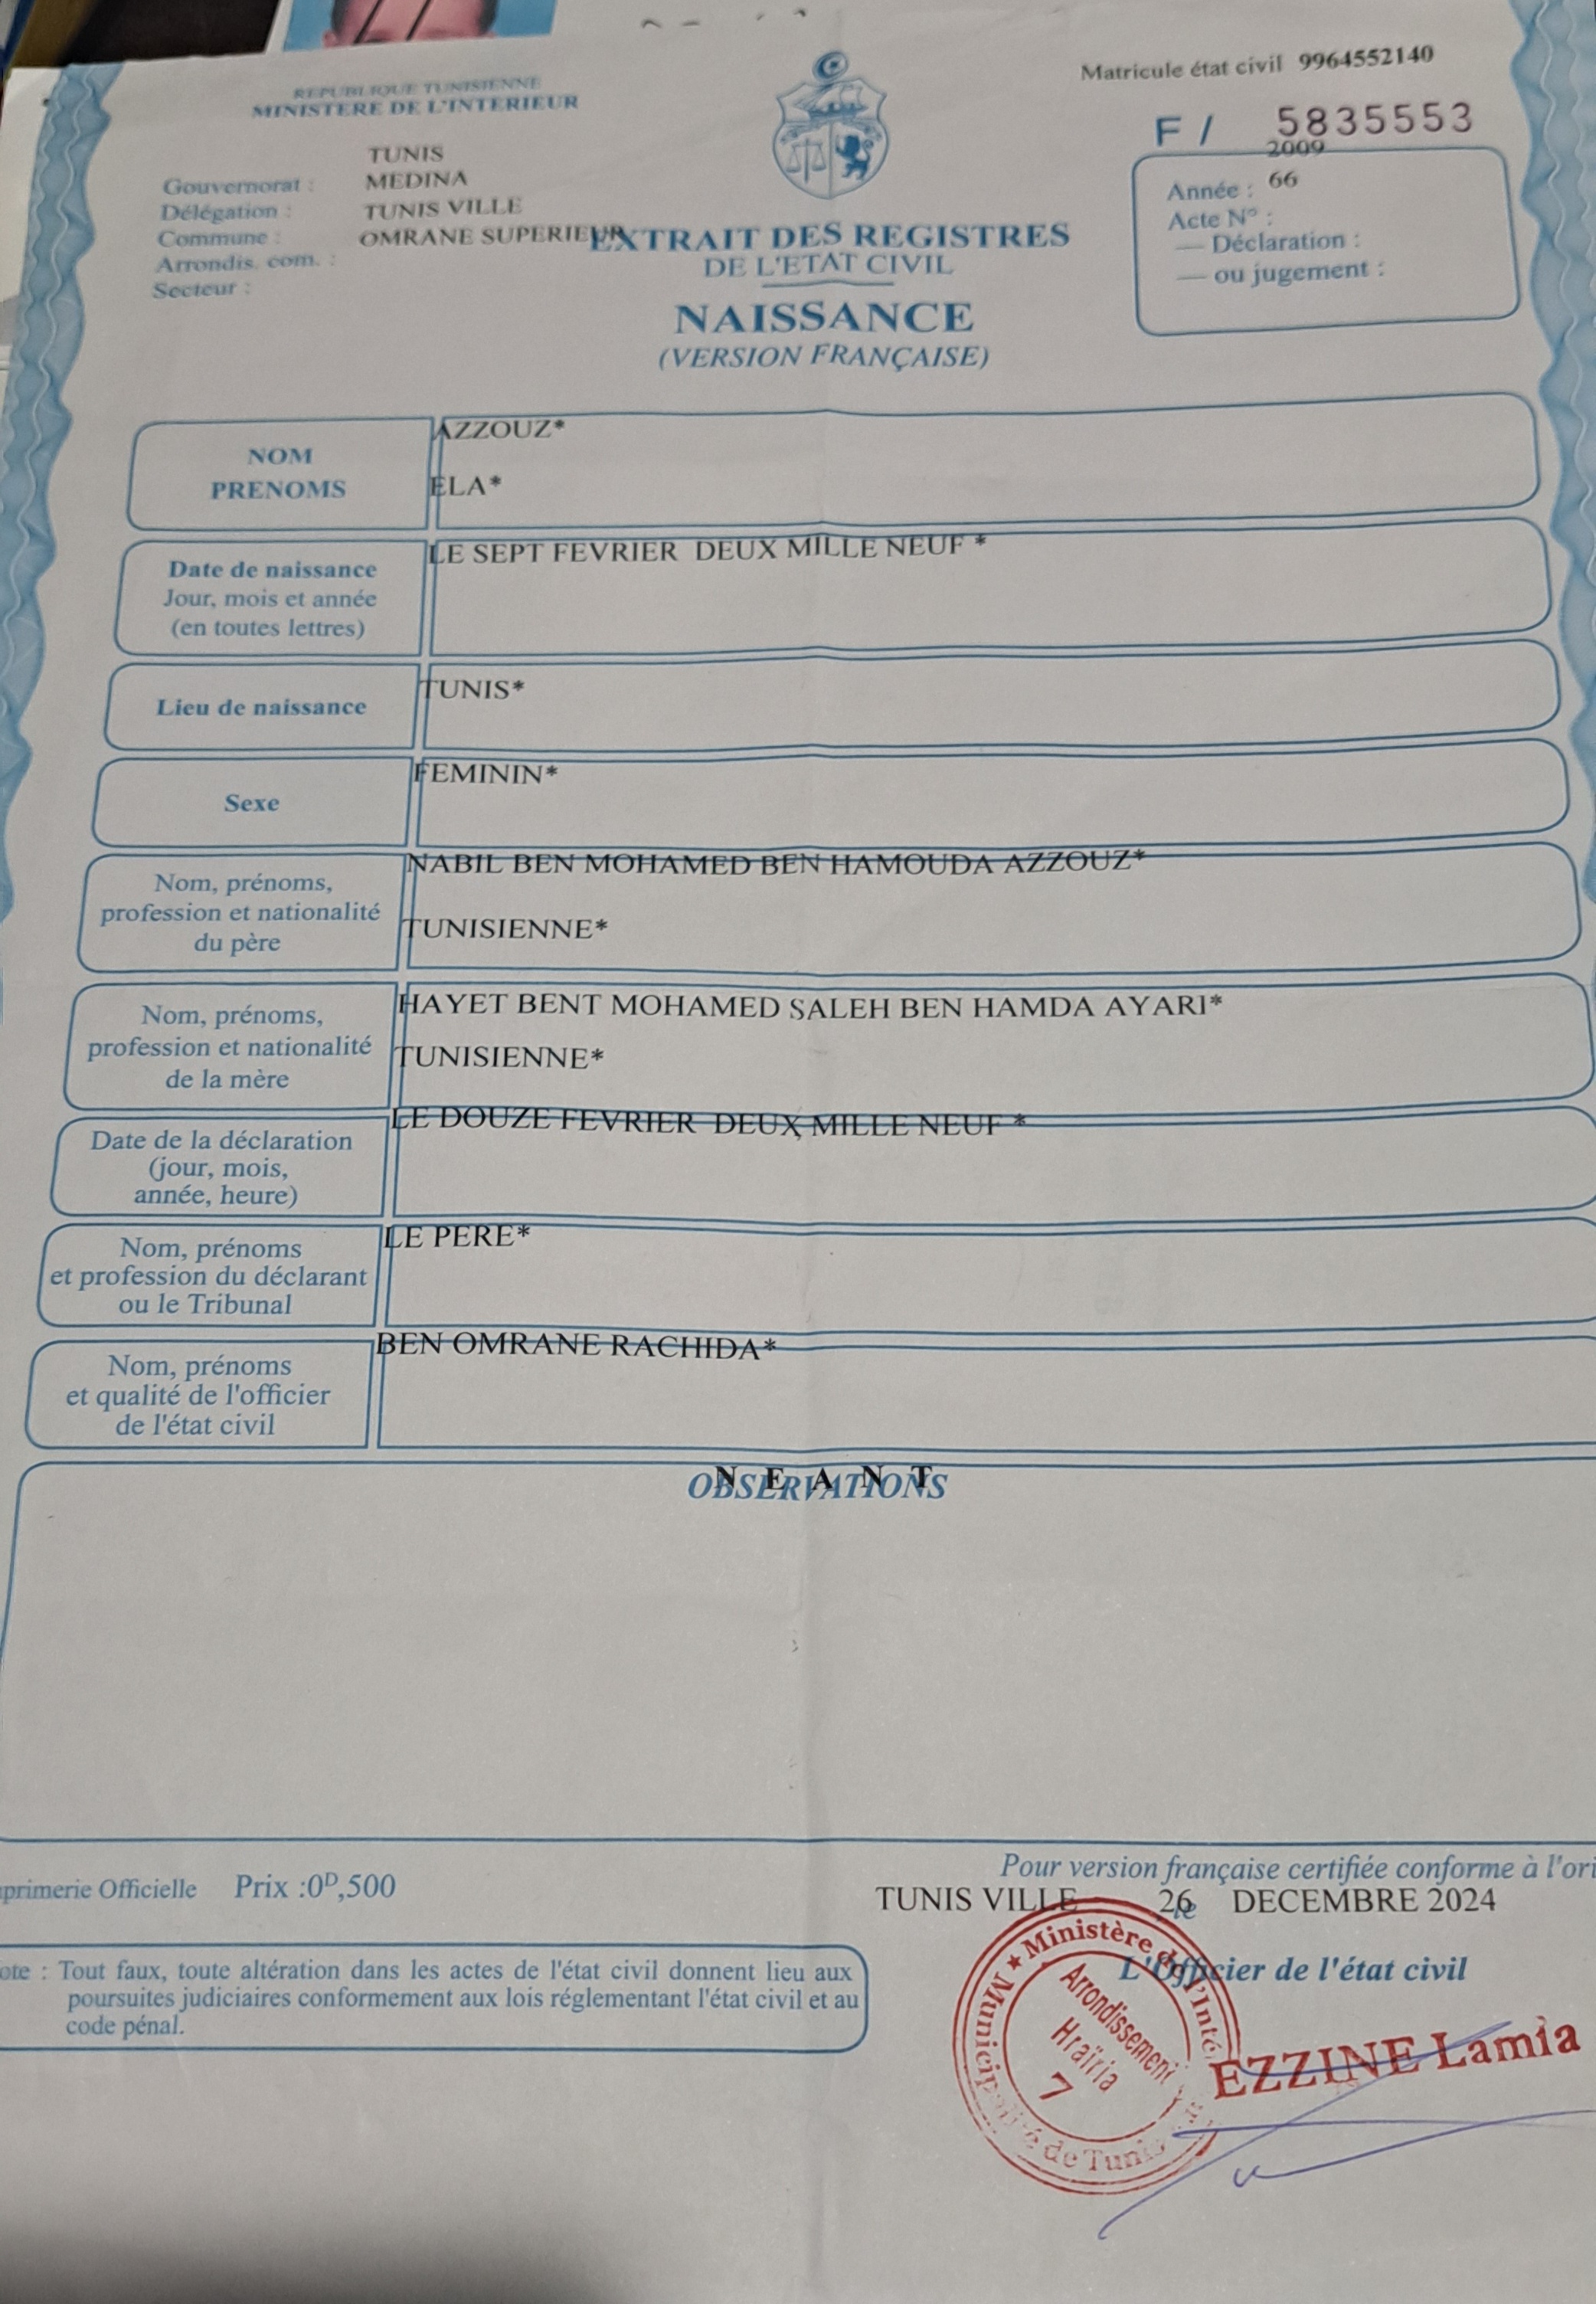 REPUBLIQUE TUNISIENNE
MINISTERE DE L'INTERIEUR
Matricule état civil 9964552140
F / 5835553
TUNIS
Gouvernorat : MEDINA
Délégation : TUNIS VILLE
Commune : OMRANE SUPERIEUR
Arrondis. com. :
Secteur :
EXTRAIT DES REGISTRES
DE L'ETAT CIVIL
NAISSANCE
(VERSION FRANÇAISE)
2009
Année : 66
Acte N° :
— Déclaration :
— ou jugement :
NOM
PRENOMS
AZZOUZ*
ELA*
Date de naissance
Jour, mois et année
(en toutes lettres)
LE SEPT FEVRIER DEUX MILLE NEUF *
Lieu de naissance
TUNIS*
Sexe
FEMININ*
Nom, prénoms,
profession et nationalité
du père
NABIL BEN MOHAMED BEN HAMOUDA AZZOUZ*
TUNISIENNE*
Nom, prénoms,
profession et nationalité
de la mère
HAYET BENT MOHAMED SALEH BEN HAMDA AYARI*
TUNISIENNE*
Date de la déclaration
(jour, mois,
année, heure)
LE DOUZE FEVRIER DEUX MILLE NEUF *
Nom, prénoms
et profession du déclarant
ou le Tribunal
LE PERE*
Nom, prénoms
et qualité de l'officier
de l'état civil
BEN OMRANE RACHIDA*
OBSERVATIONS
N E A N T
primerie Officielle Prix :0ᴰ,500
Pour version française certifiée conforme à l'ori
TUNIS VILLE le 26 DECEMBRE 2024
L'Officier de l'état civil
ote : Tout faux, toute altération dans les actes de l'état civil donnent lieu aux
poursuites judiciaires conformement aux lois réglementant l'état civil et au
code pénal.
★ Ministère de l'Inté
Municipalité de Tunis
Arrondissement
Hraïria
7
EZZINE Lamia